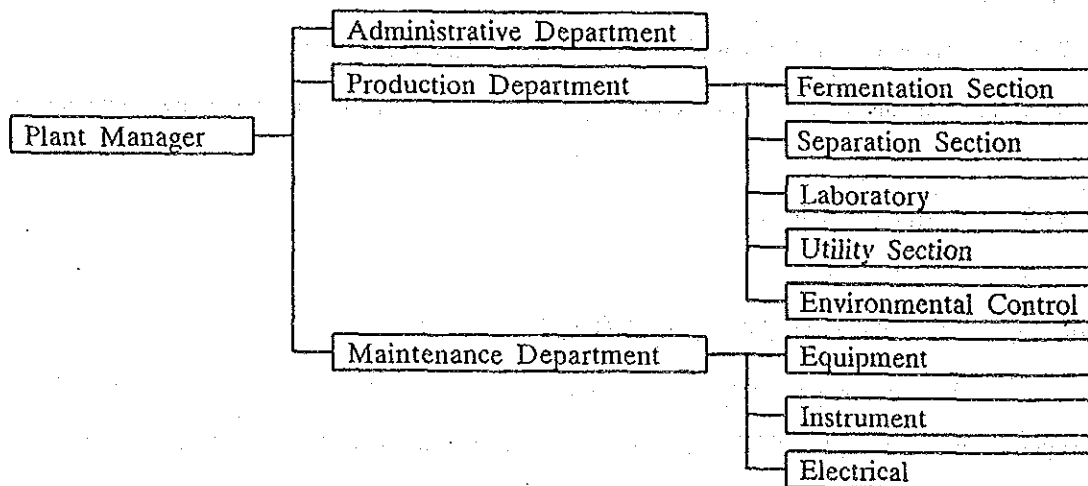 Administrative Department
Production Department
Fermentation Section
Plant Manager
Separation Section
Laboratory
Utility Section
Environmental Control
Maintenance Department
Equipment
Instrument
Electrical